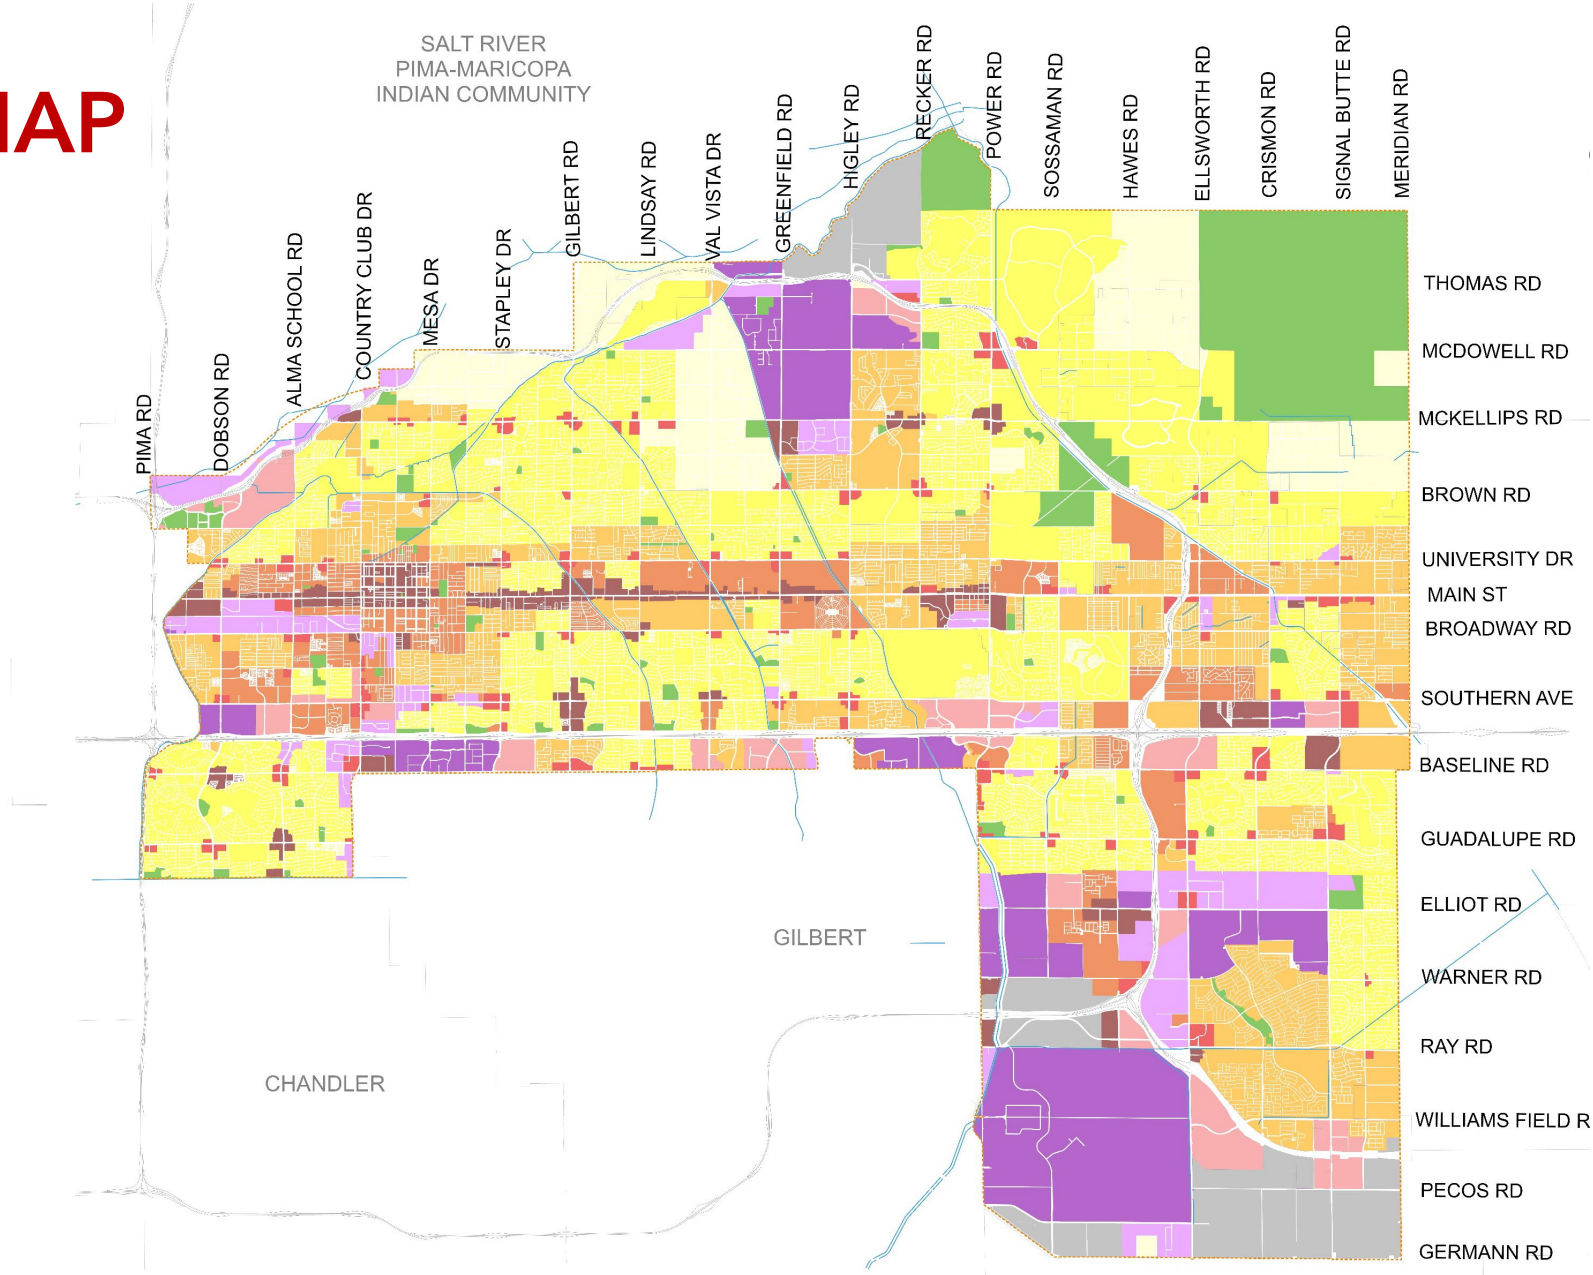 SALT RIVER
PIMA-MARICOPA
INDIAN COMMUNITY
MAP
PIMA RD
DOBSON RD
ALMA SCHOOL RD
COUNTRY CLUB DR
MESA DR
STAPLEY DR
GILBERT RD
LINDSAY RD
VAL VISTA DR
GREENFIELD RD
HIGLEY RD
RECKER RD
POWER RD
SOSSAMAN RD
HAWES RD
ELLSWORTH RD
CRISMON RD
SIGNAL BUTTE RD
MERIDIAN RD
THOMAS RD
MCDOWELL RD
MCKELLIPS RD
BROWN RD
UNIVERSITY DR
MAIN ST
BROADWAY RD
SOUTHERN AVE
BASELINE RD
GUADALUPE RD
ELLIOT RD
WARNER RD
RAY RD
WILLIAMS FIELD R
PECOS RD
GERMANN RD
GILBERT
CHANDLER